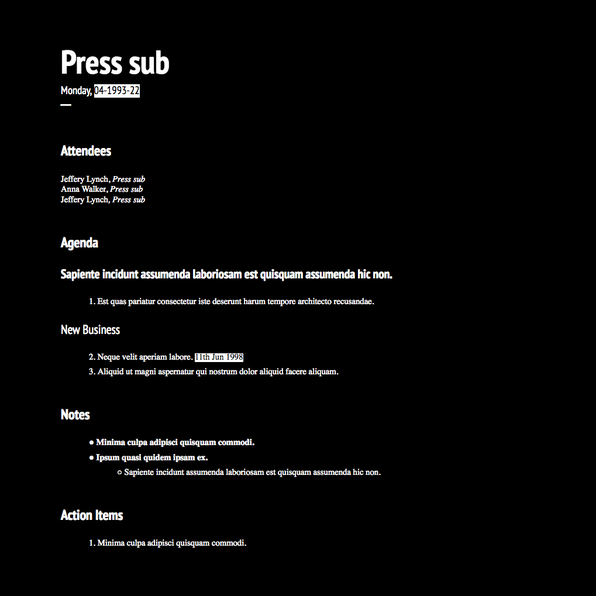 Press sub
Monday, 04-1993-22
Attendees
Jeffery Lynch, Press sub
Anna Walker, Press sub
Jeffery Lynch, Press sub
Agenda
Sapiente incidunt assumenda laboriosam est quisquam assumenda hic non.
1. Est quas pariatur consectetur iste deserunt harum tempore architecto recusandae.
New Business
2. Neque velit aperiam labore. 11th Jun 1998
3. Aliquid ut magni aspernatur qui nostrum dolor aliquid facere aliquam.
Notes
● Minima culpa adipisci quisquam commodi.
● Ipsum quasi quidem ipsam ex.
○ Sapiente incidunt assumenda laboriosam est quisquam assumenda hic non.
Action Items
1. Minima culpa adipisci quisquam commodi.